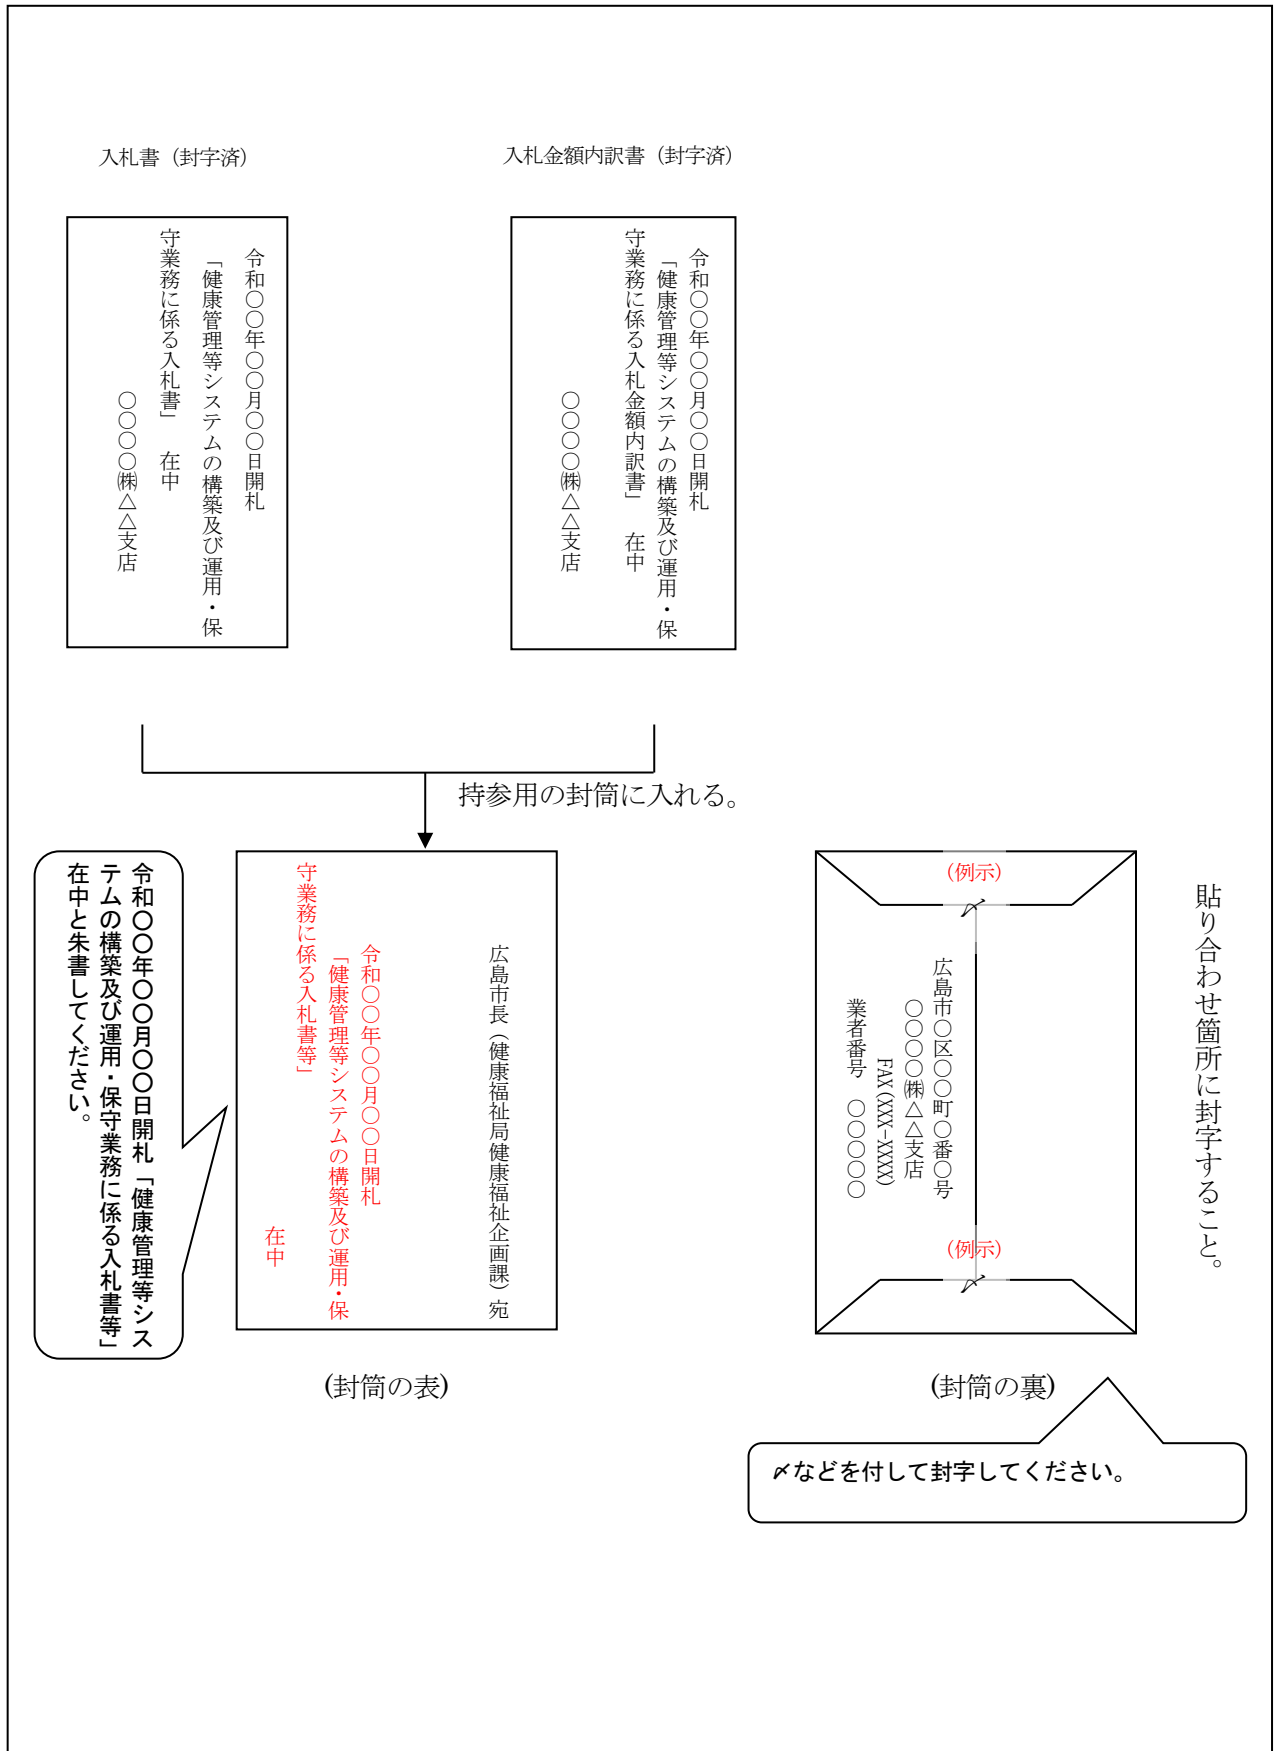 入札書（封字済）
令和〇〇年〇〇月〇〇日開札
「健康管理等システムの構築及び運用・保
守業務に係る入札書」　在中
〇〇〇〇㈱△△支店
入札金額内訳書（封字済）
令和〇〇年〇〇月〇〇日開札
「健康管理等システムの構築及び運用・保
守業務に係る入札金額内訳書」　在中
〇〇〇〇㈱△△支店
持参用の封筒に入れる。
令和〇〇年〇〇月〇〇日開札「健康管理等シス
テムの構築及び運用・保守業務に係る入札書等」
在中と朱書してください。
広島市長（健康福祉局健康福祉企画課）宛
令和〇〇年〇〇月〇〇日開札
「健康管理等システムの構築及び運用・保
守業務に係る入札書等」
在中
(封筒の表)
貼り合わせ箇所に封字すること。
（例示）
〆
広島市〇区〇〇町〇番〇号
〇〇〇〇㈱△△支店
FAX(XXX-XXXX)
業者番号　〇〇〇〇〇
（例示）
〆
(封筒の裏)
〆などを付して封字してください。